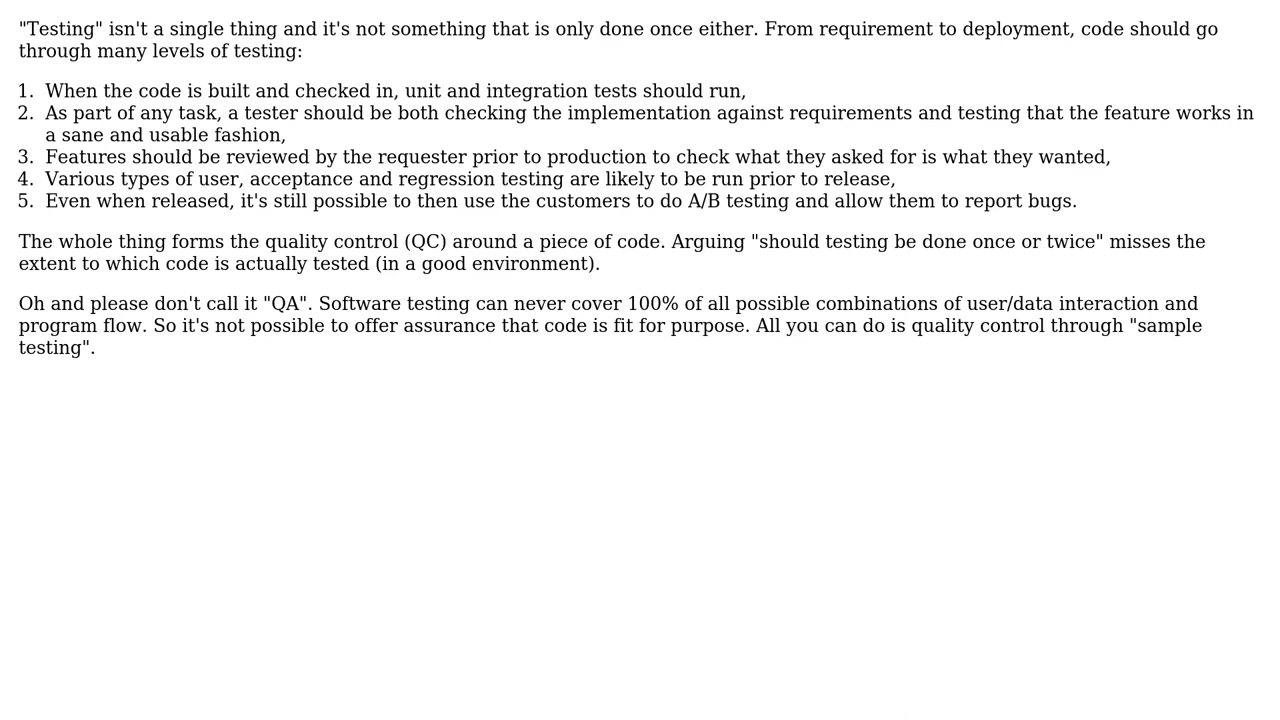 "Testing" isn't a single thing and it's not something that is only done once either. From requirement to deployment, code should go
through many levels of testing:
1. When the code is built and checked in, unit and integration tests should run,
2. As part of any task, a tester should be both checking the implementation against requirements and testing that the feature works in
a sane and usable fashion,
3. Features should be reviewed by the requester prior to production to check what they asked for is what they wanted,
4. Various types of user, acceptance and regression testing are likely to be run prior to release,
5. Even when released, it's still possible to then use the customers to do A/B testing and allow them to report bugs.
The whole thing forms the quality control (QC) around a piece of code. Arguing "should testing be done once or twice" misses the
extent to which code is actually tested (in a good environment).
Oh and please don't call it "QA". Software testing can never cover 100% of all possible combinations of user/data interaction and
program flow. So it's not possible to offer assurance that code is fit for purpose. All you can do is quality control through "sample
testing".